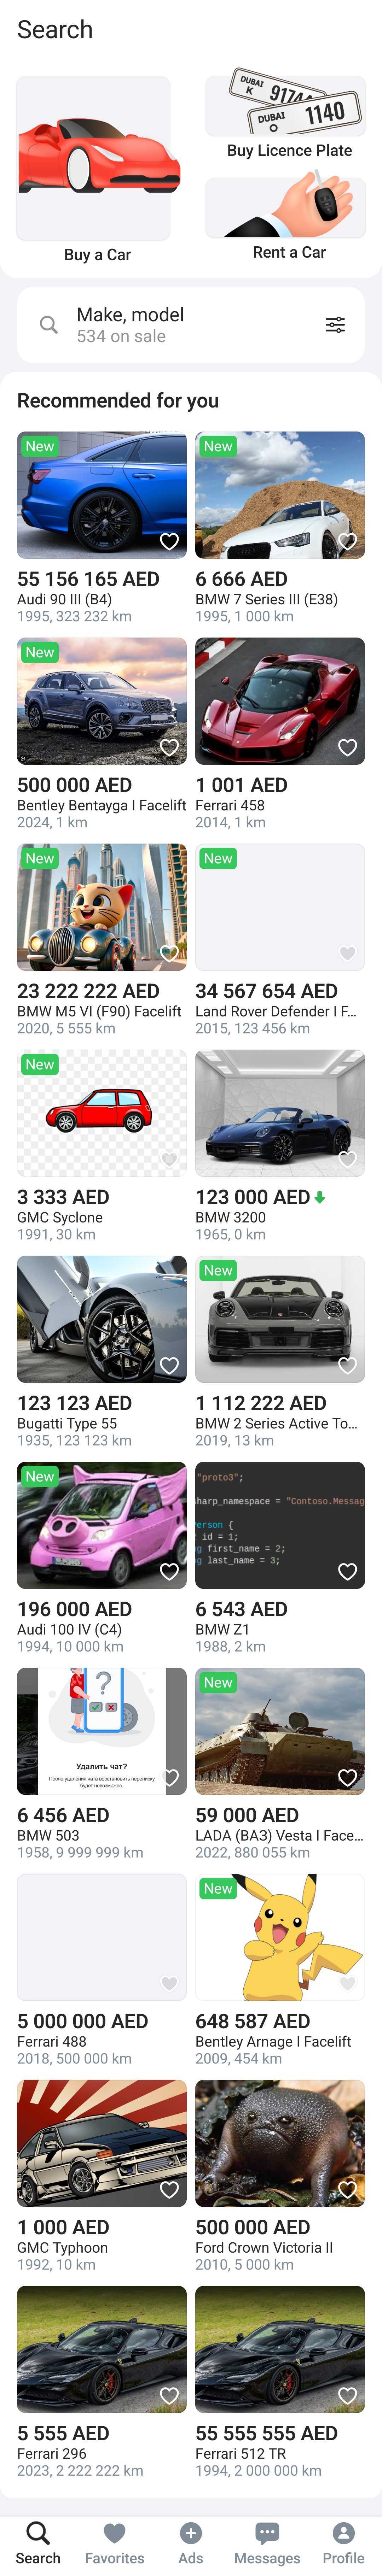 Search
DUBAI
K
9174
DUBAI
O
1140
Buy Licence Plate
Buy a Car
Rent a Car
Make, model
534 on sale
Recommended for you
New
New
55 156 165 AED
6 666 AED
Audi 90 III (B4)
BMW 7 Series III (E38)
1995, 323 232 km
1995, 1 000 km
New
500 000 AED
1 001 AED
Bentley Bentayga I Facelift
Ferrari 458
2024, 1 km
2014, 1 km
New
New
23 222 222 AED
34 567 654 AED
BMW M5 VI (F90) Facelift
Land Rover Defender I F...
2020, 5 555 km
2015, 123 456 km
New
3 333 AED
123 000 AED
GMC Syclone
BMW 3200
1991, 30 km
1965, 0 km
New
123 123 AED
1 112 222 AED
Bugatti Type 55
BMW 2 Series Active To...
1935, 123 123 km
2019, 13 km
New
"proto3";
harp_namespace = "Contoso.Messag
erson {
id = 1;
g first_name = 2;
g last_name = 3;
196 000 AED
6 543 AED
Audi 100 IV (C4)
BMW Z1
1994, 10 000 km
1988, 2 km
?
Удалить чат?
После удаления чата восстановить переписку
будет невозможно.
New
6 456 AED
59 000 AED
BMW 503
LADA (ВАЗ) Vesta I Face...
1958, 9 999 999 km
2022, 880 055 km
New
5 000 000 AED
648 587 AED
Ferrari 488
Bentley Arnage I Facelift
2018, 500 000 km
2009, 454 km
1 000 AED
500 000 AED
GMC Typhoon
Ford Crown Victoria II
1992, 10 km
2010, 5 000 km
5 555 AED
55 555 555 AED
Ferrari 296
Ferrari 512 TR
2023, 2 222 222 km
1994, 2 000 000 km
Search
Favorites
Ads
Messages
Profile